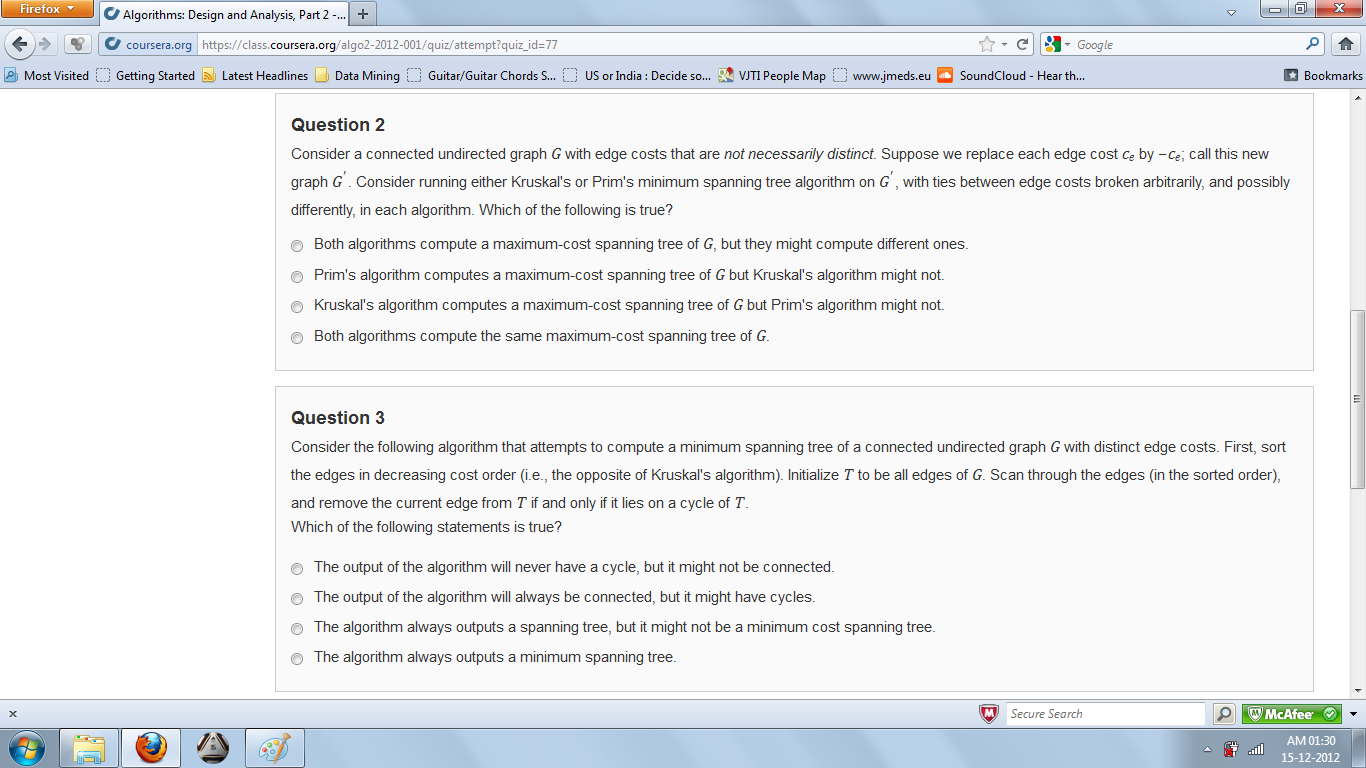 Firefox
Algorithms: Design and Analysis, Part 2 -...
coursera.org https://class.coursera.org/algo2-2012-001/quiz/attempt?quiz_id=77 Google
Most Visited Getting Started Latest Headlines Data Mining Guitar/Guitar Chords S... US or India : Decide so... VJTI People Map www.jmeds.eu SoundCloud - Hear th... Bookmarks
Question 2
Consider a connected undirected graph G with edge costs that are not necessarily distinct. Suppose we replace each edge cost cₑ by −cₑ; call this new
graph G′. Consider running either Kruskal's or Prim's minimum spanning tree algorithm on G′, with ties between edge costs broken arbitrarily, and possibly
differently, in each algorithm. Which of the following is true?
Both algorithms compute a maximum-cost spanning tree of G, but they might compute different ones.
Prim's algorithm computes a maximum-cost spanning tree of G but Kruskal's algorithm might not.
Kruskal's algorithm computes a maximum-cost spanning tree of G but Prim's algorithm might not.
Both algorithms compute the same maximum-cost spanning tree of G.
Question 3
Consider the following algorithm that attempts to compute a minimum spanning tree of a connected undirected graph G with distinct edge costs. First, sort
the edges in decreasing cost order (i.e., the opposite of Kruskal's algorithm). Initialize T to be all edges of G. Scan through the edges (in the sorted order),
and remove the current edge from T if and only if it lies on a cycle of T.
Which of the following statements is true?
The output of the algorithm will never have a cycle, but it might not be connected.
The output of the algorithm will always be connected, but it might have cycles.
The algorithm always outputs a spanning tree, but it might not be a minimum cost spanning tree.
The algorithm always outputs a minimum spanning tree.
x Secure Search McAfee
AM 01:30
15-12-2012